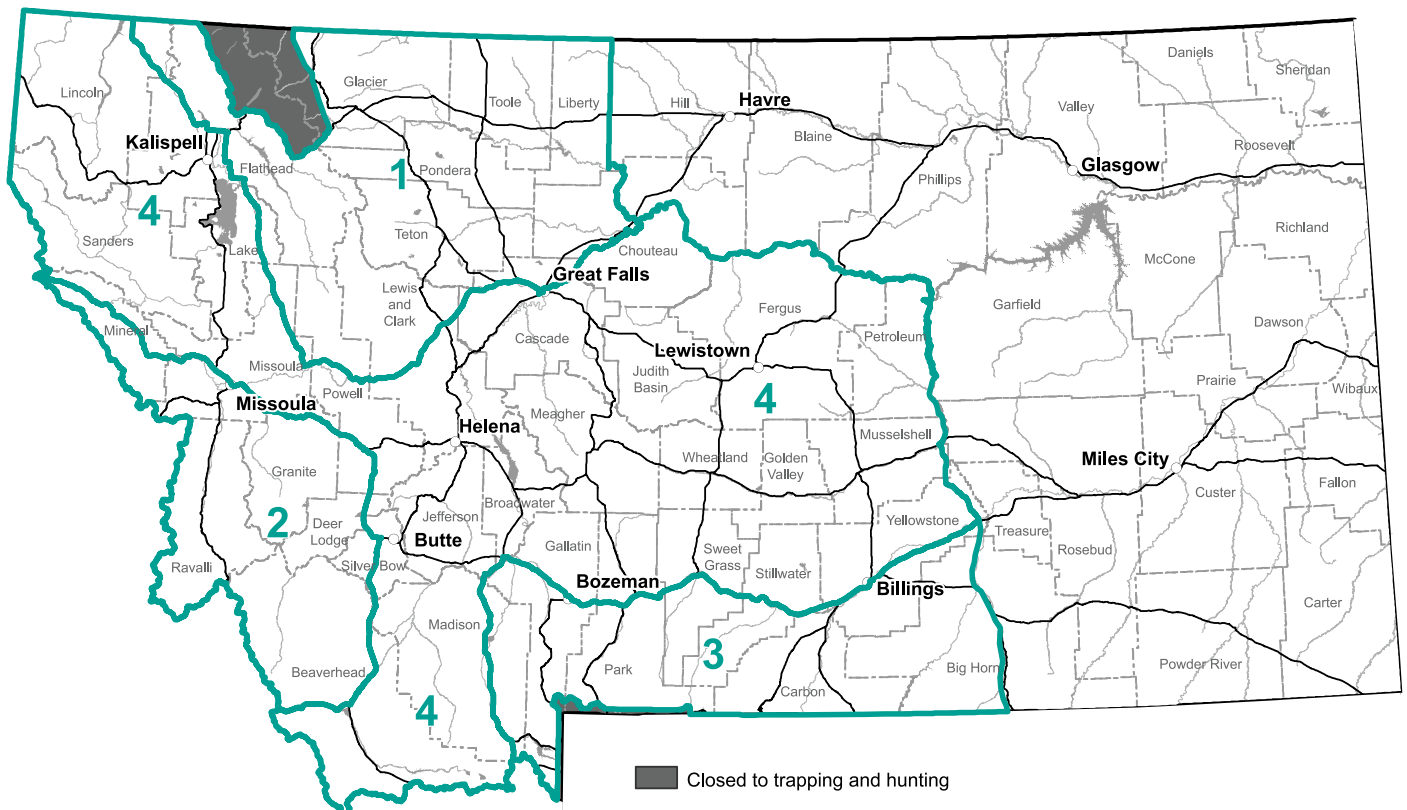 Daniels
Sheridan
Lincoln
Glacier
Toole
Liberty
Hill
Havre
Valley
Blaine
Kalispell
Roosevelt
Flathead
1
Pondera
Glasgow
Phillips
4
Richland
Sanders
Teton
Lake
Chouteau
McCone
Great Falls
Lewis
and
Clark
Fergus
Garfield
Mineral
Cascade
Dawson
Petroleum
Lewistown
Missoula
Judith
Basin
Prairie
Powell
Wibaux
Missoula
4
Meagher
Helena
Musselshell
Wheatland
Golden
Valley
Miles City
Granite
Fallon
Custer
Broadwater
2
Jefferson
Yellowstone
Deer
Lodge
Treasure
Butte
Gallatin
Sweet
Grass
Rosebud
Ravalli
Silver Bow
Stillwater
Bozeman
Billings
Carter
Madison
3
Beaverhead
Park
Big Horn
Powder River
Carbon
4
Closed to trapping and hunting